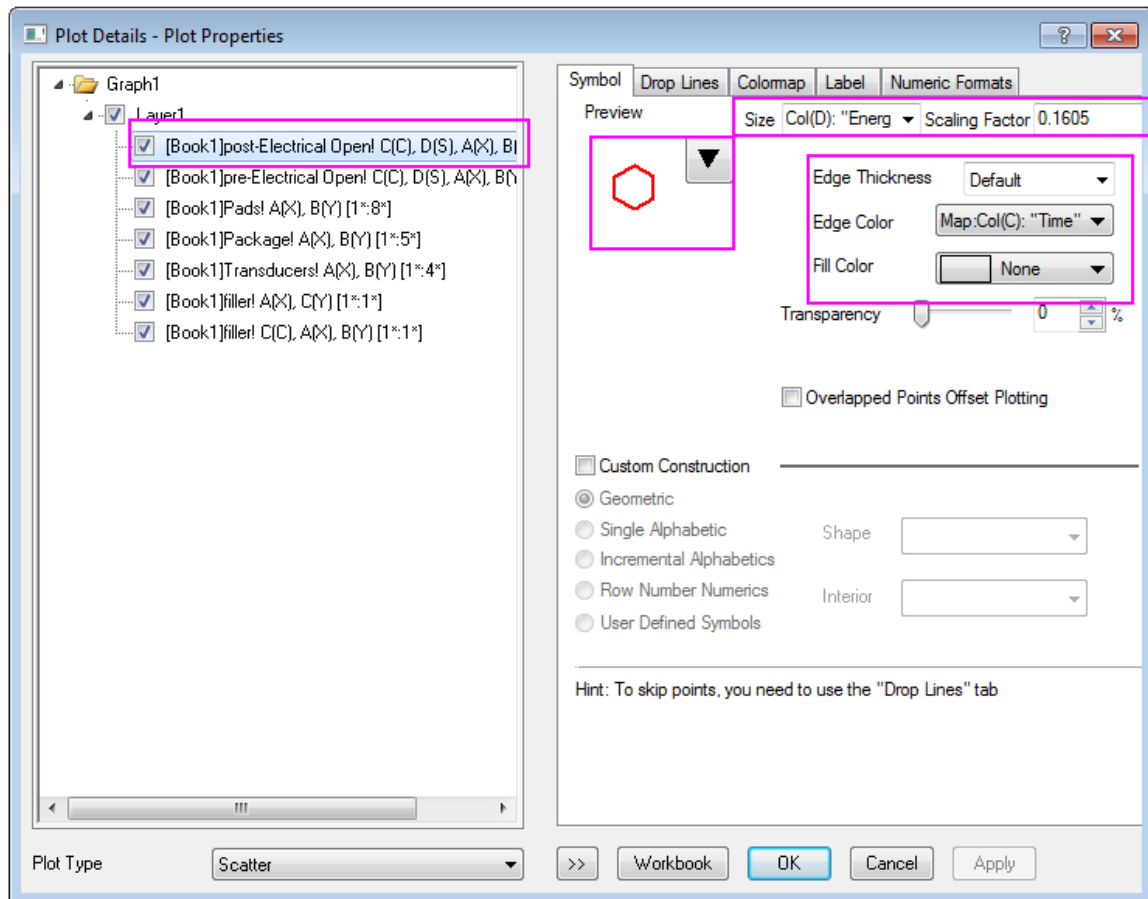 Plot Details - Plot Properties
Graph1
Layer1
[Book1]post-Electrical Open! C(C), D(S), A(X), B(
[Book1]pre-Electrical Open! C(C), D(S), A(X), B(Y
[Book1]Pads! A(X), B(Y) [1*:8*]
[Book1]Package! A(X), B(Y) [1*:5*]
[Book1]Transducers! A(X), B(Y) [1*:4*]
[Book1]filler! A(X), C(Y) [1*:1*]
[Book1]filler! C(C), A(X), B(Y) [1*:1*]
Plot Type Scatter
Symbol Drop Lines Colormap Label Numeric Formats
Preview
Size Col(D): "Energ Scaling Factor 0.1605
Edge Thickness Default
Edge Color Map:Col(C): "Time"
Fill Color None
Transparency 0 %
Overlapped Points Offset Plotting
Custom Construction
Geometric
Single Alphabetic
Incremental Alphabetics
Row Number Numerics
User Defined Symbols
Shape
Interior
Hint: To skip points, you need to use the "Drop Lines" tab
>> Workbook OK Cancel Apply